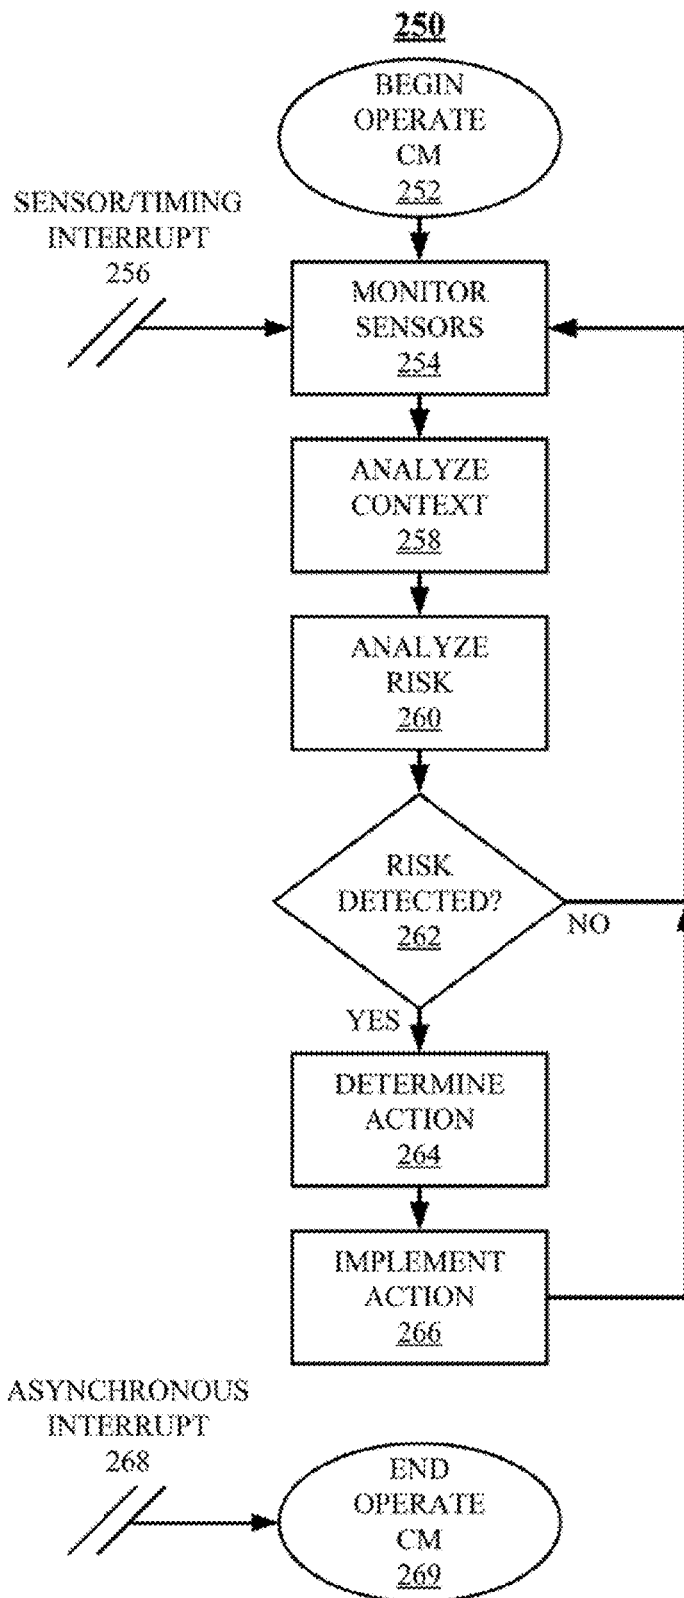 250
BEGIN
OPERATE
CM
252
SENSOR/TIMING
INTERRUPT
256
MONITOR
SENSORS
254
ANALYZE
CONTEXT
258
ANALYZE
RISK
260
RISK
DETECTED?
262
NO
YES
DETERMINE
ACTION
264
IMPLEMENT
ACTION
266
ASYNCHRONOUS
INTERRUPT
268
END
OPERATE
CM
269